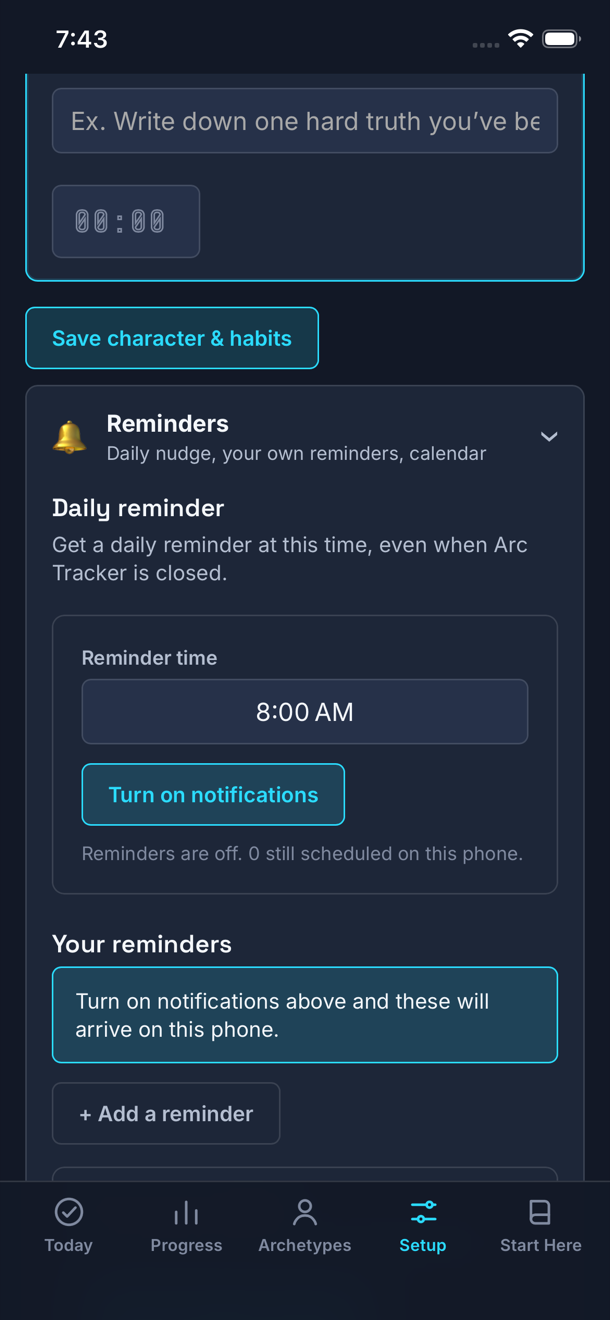 7:43
Ex. Write down one hard truth you’ve be
00:00
Save character & habits
Reminders
Daily nudge, your own reminders, calendar
Daily reminder
Get a daily reminder at this time, even when Arc
Tracker is closed.
Reminder time
8:00 AM
Turn on notifications
Reminders are off. 0 still scheduled on this phone.
Your reminders
Turn on notifications above and these will
arrive on this phone.
+ Add a reminder
Today
Progress
Archetypes
Setup
Start Here